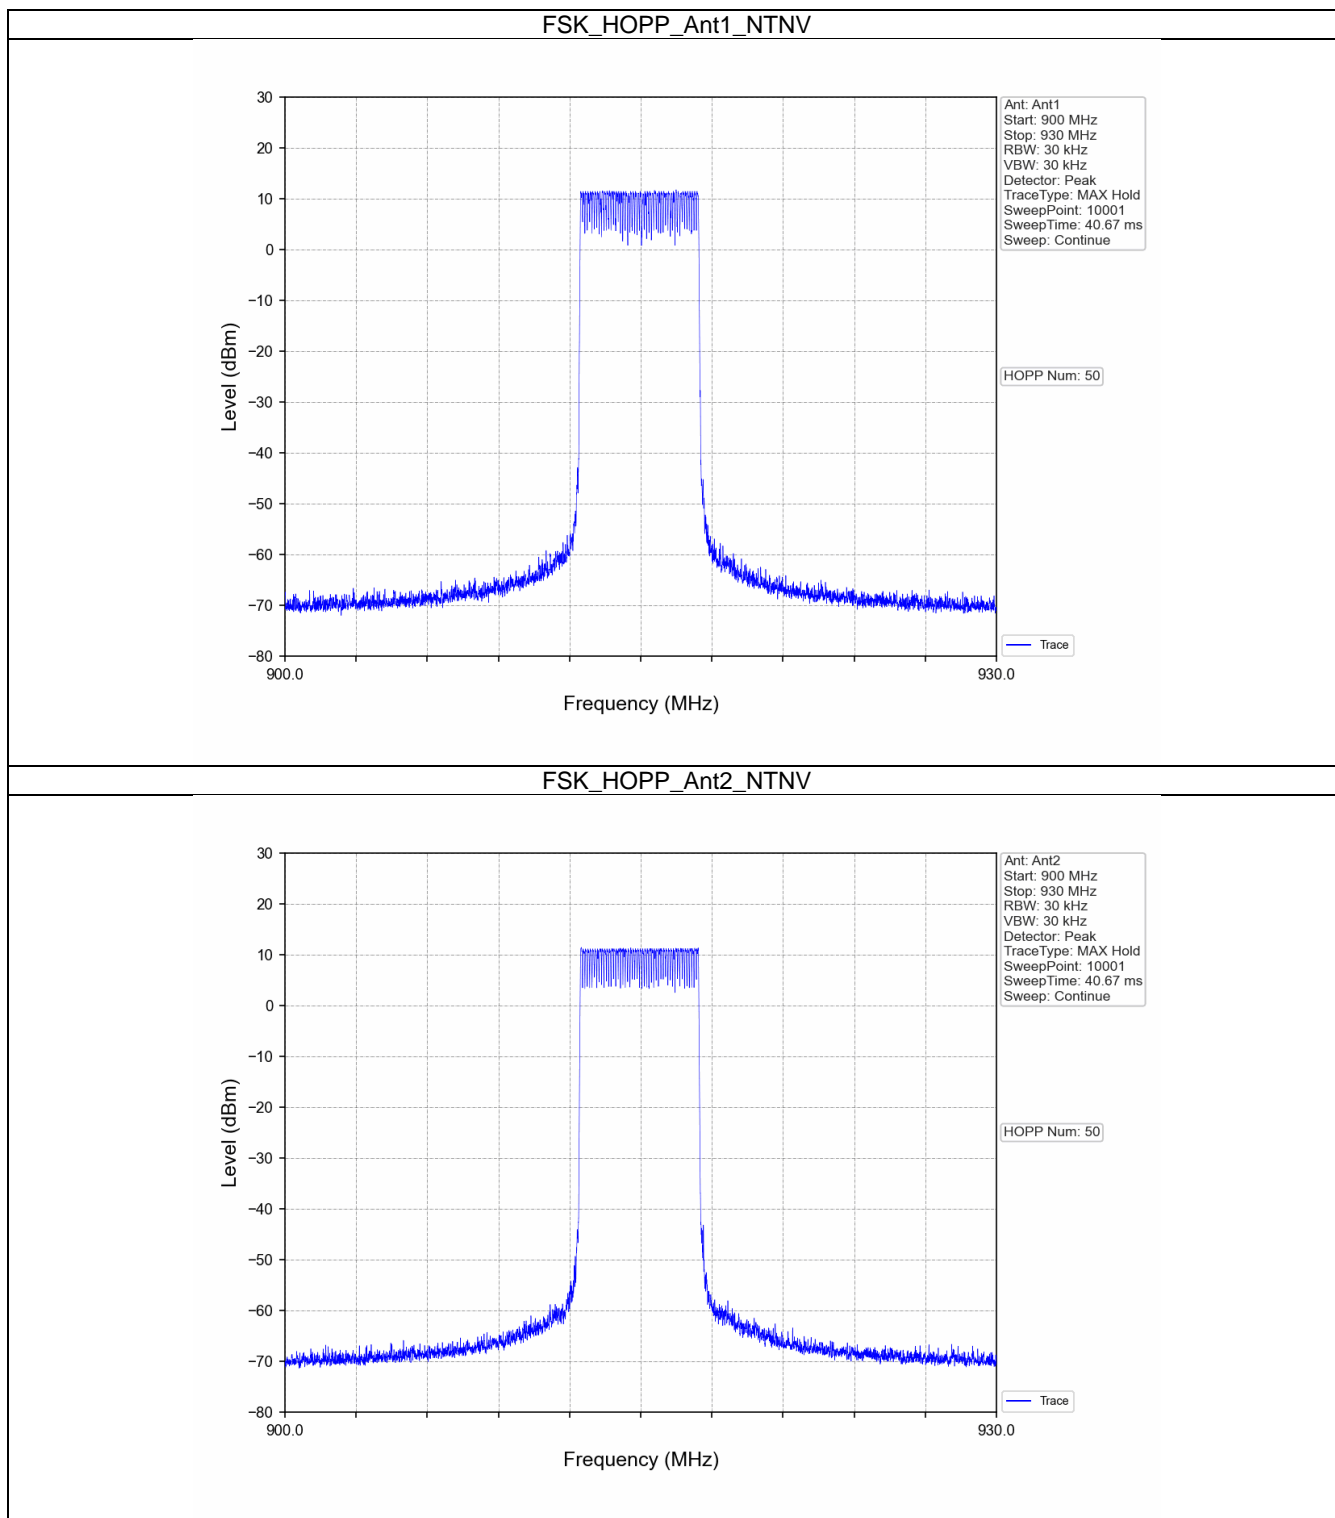 FSK_HOPP_Ant1_NTNV
30
20
10
0
−10
−20
−30
−40
−50
−60
−70
−80
Level (dBm)
900.0
930.0
Frequency (MHz)
Ant: Ant1
Start: 900 MHz
Stop: 930 MHz
RBW: 30 kHz
VBW: 30 kHz
Detector: Peak
TraceType: MAX Hold
SweepPoint: 10001
SweepTime: 40.67 ms
Sweep: Continue
HOPP Num: 50
Trace
FSK_HOPP_Ant2_NTNV
30
20
10
0
−10
−20
−30
−40
−50
−60
−70
−80
Level (dBm)
900.0
930.0
Frequency (MHz)
Ant: Ant2
Start: 900 MHz
Stop: 930 MHz
RBW: 30 kHz
VBW: 30 kHz
Detector: Peak
TraceType: MAX Hold
SweepPoint: 10001
SweepTime: 40.67 ms
Sweep: Continue
HOPP Num: 50
Trace